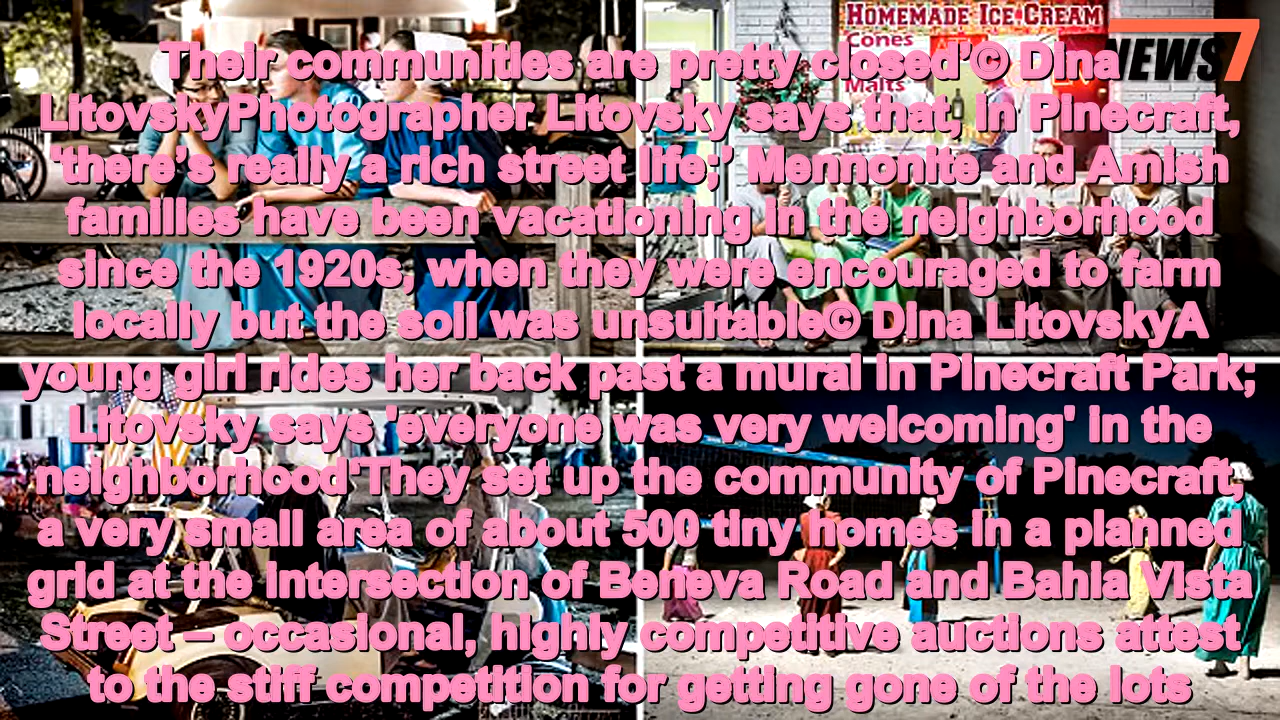 HOMEMADE ICE CREAM
Cones
Malts
NEWS7
Their communities are pretty closed'© Dina
LitovskyPhotographer Litovsky says that, in Pinecraft,
'there's really a rich street life;' Mennonite and Amish
families have been vacationing in the neighborhood
since the 1920s, when they were encouraged to farm
locally but the soil was unsuitable© Dina LitovskyA
young girl rides her back past a mural in Pinecraft Park;
Litovsky says 'everyone was very welcoming' in the
neighborhood'They set up the community of Pinecraft,
a very small area of about 500 tiny homes in a planned
grid at the intersection of Beneva Road and Bahia Vista
Street – occasional, highly competitive auctions attest
to the stiff competition for getting gone of the lots